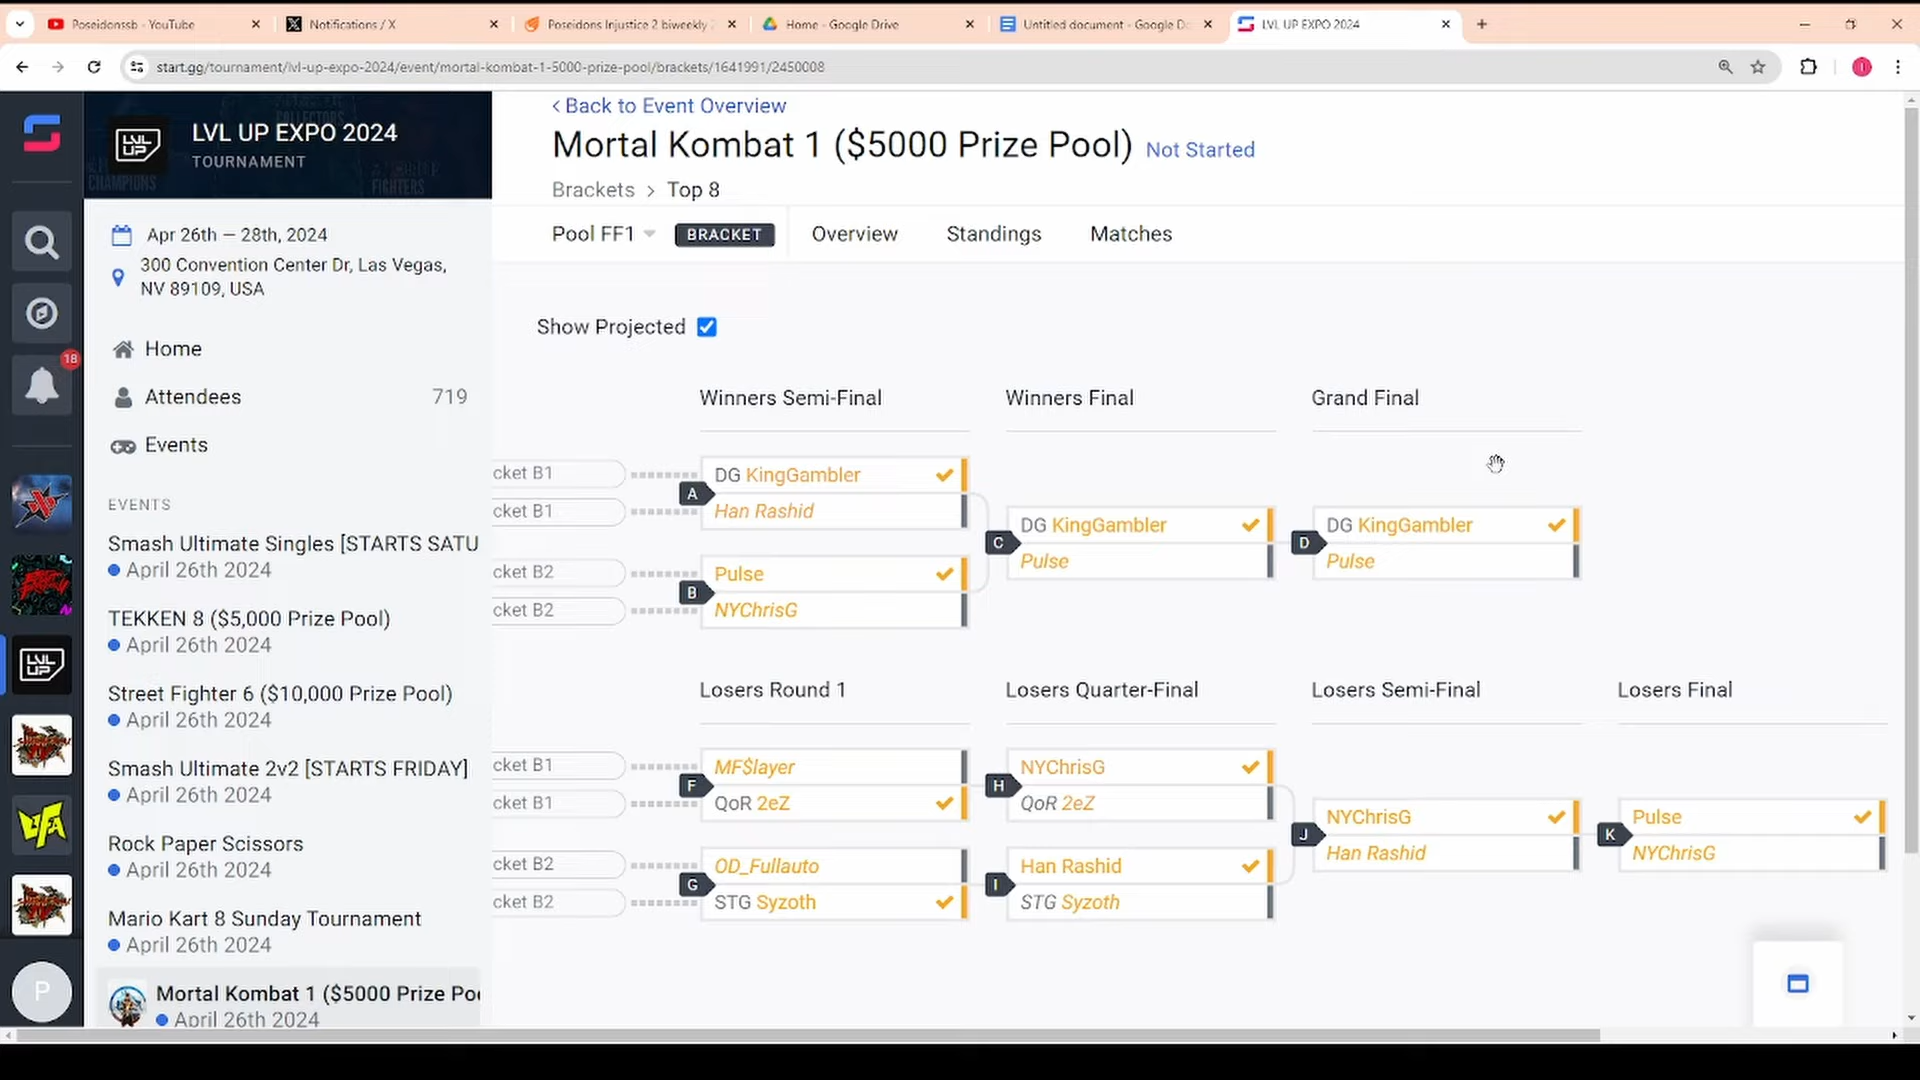 Poseidonssb - YouTube
Notifications / X
Poseidons Injustice 2 biweekly
Home - Google Drive
Untitled document - Google Do
LVL UP EXPO 2024
start.gg/tournament/lvl-up-expo-2024/event/mortal-kombat-1-5000-prize-pool/brackets/1641991/2450008
18
P
LVL UP
LVL UP EXPO 2024
TOURNAMENT
CHAMPIONS
FIGHTERS
Apr 26th — 28th, 2024
300 Convention Center Dr, Las Vegas,
NV 89109, USA
Home
Attendees 719
Events
EVENTS
Smash Ultimate Singles [STARTS SATU
April 26th 2024
TEKKEN 8 ($5,000 Prize Pool)
April 26th 2024
Street Fighter 6 ($10,000 Prize Pool)
April 26th 2024
Smash Ultimate 2v2 [STARTS FRIDAY]
April 26th 2024
Rock Paper Scissors
April 26th 2024
Mario Kart 8 Sunday Tournament
April 26th 2024
Mortal Kombat 1 ($5000 Prize Poo
April 26th 2024
LVL UP
Back to Event Overview
Mortal Kombat 1 ($5000 Prize Pool) Not Started
Brackets > Top 8
Pool FF1 BRACKET Overview Standings Matches
Show Projected
Winners Semi-Final
cket B1
cket B1
A
DG KingGambler
Han Rashid
cket B2
cket B2
B
Pulse
NYChrisG
Winners Final
C
DG KingGambler
Pulse
Grand Final
D
DG KingGambler
Pulse
Losers Round 1
cket B1
cket B1
F
MF$layer
QoR 2eZ
cket B2
cket B2
G
OD_Fullauto
STG Syzoth
Losers Quarter-Final
H
NYChrisG
QoR 2eZ
I
Han Rashid
STG Syzoth
Losers Semi-Final
J
NYChrisG
Han Rashid
Losers Final
K
Pulse
NYChrisG